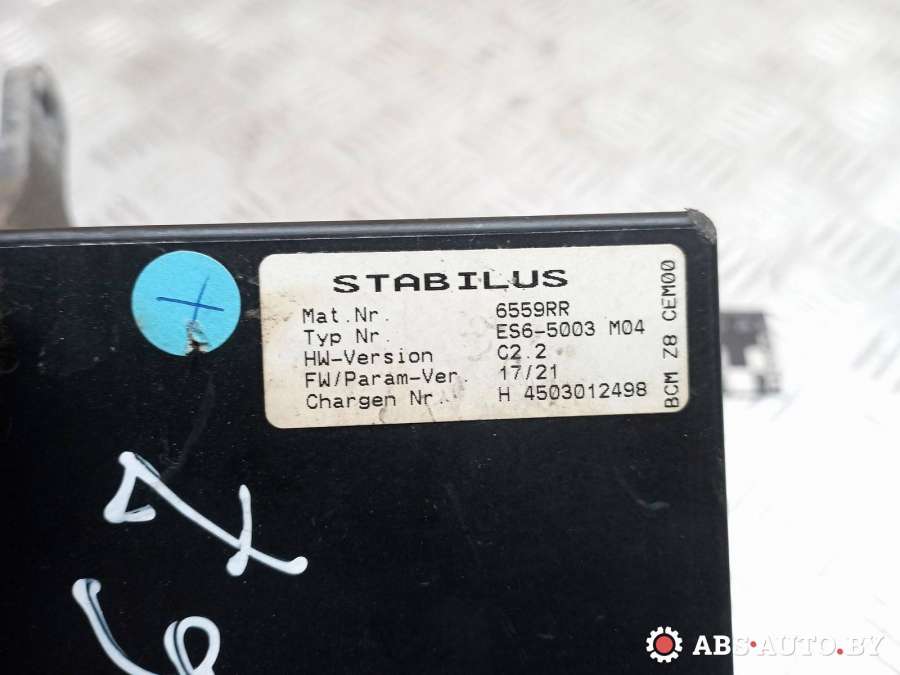 STABILUS
Mat.Nr. 6559RR
Typ Nr. ES6-5003 M04
HW-Version C2.2
FW/Param-Ver. 17/21
Chargen Nr. H 4503012498
BCM Z8 CEM00
ABS-AUTO.BY